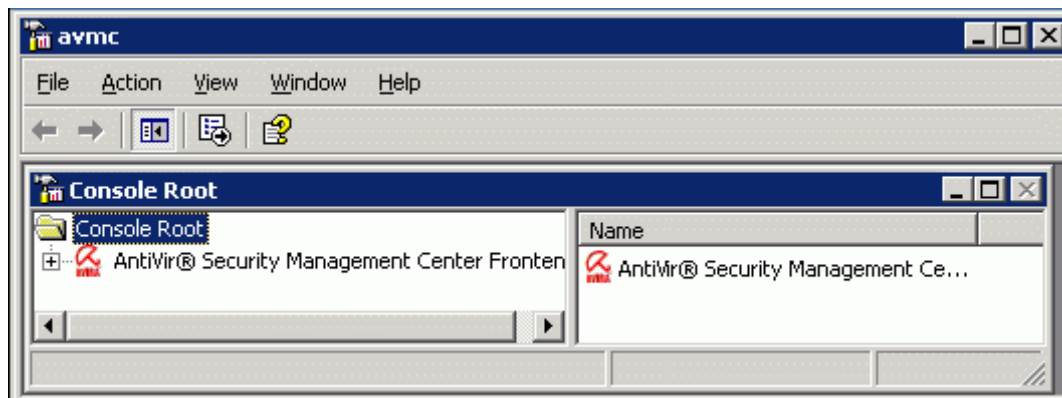 avmc
File Action View Window Help
Console Root
Console Root
Name
AntiVir® Security Management Center Fronten
AntiVir® Security Management Ce...